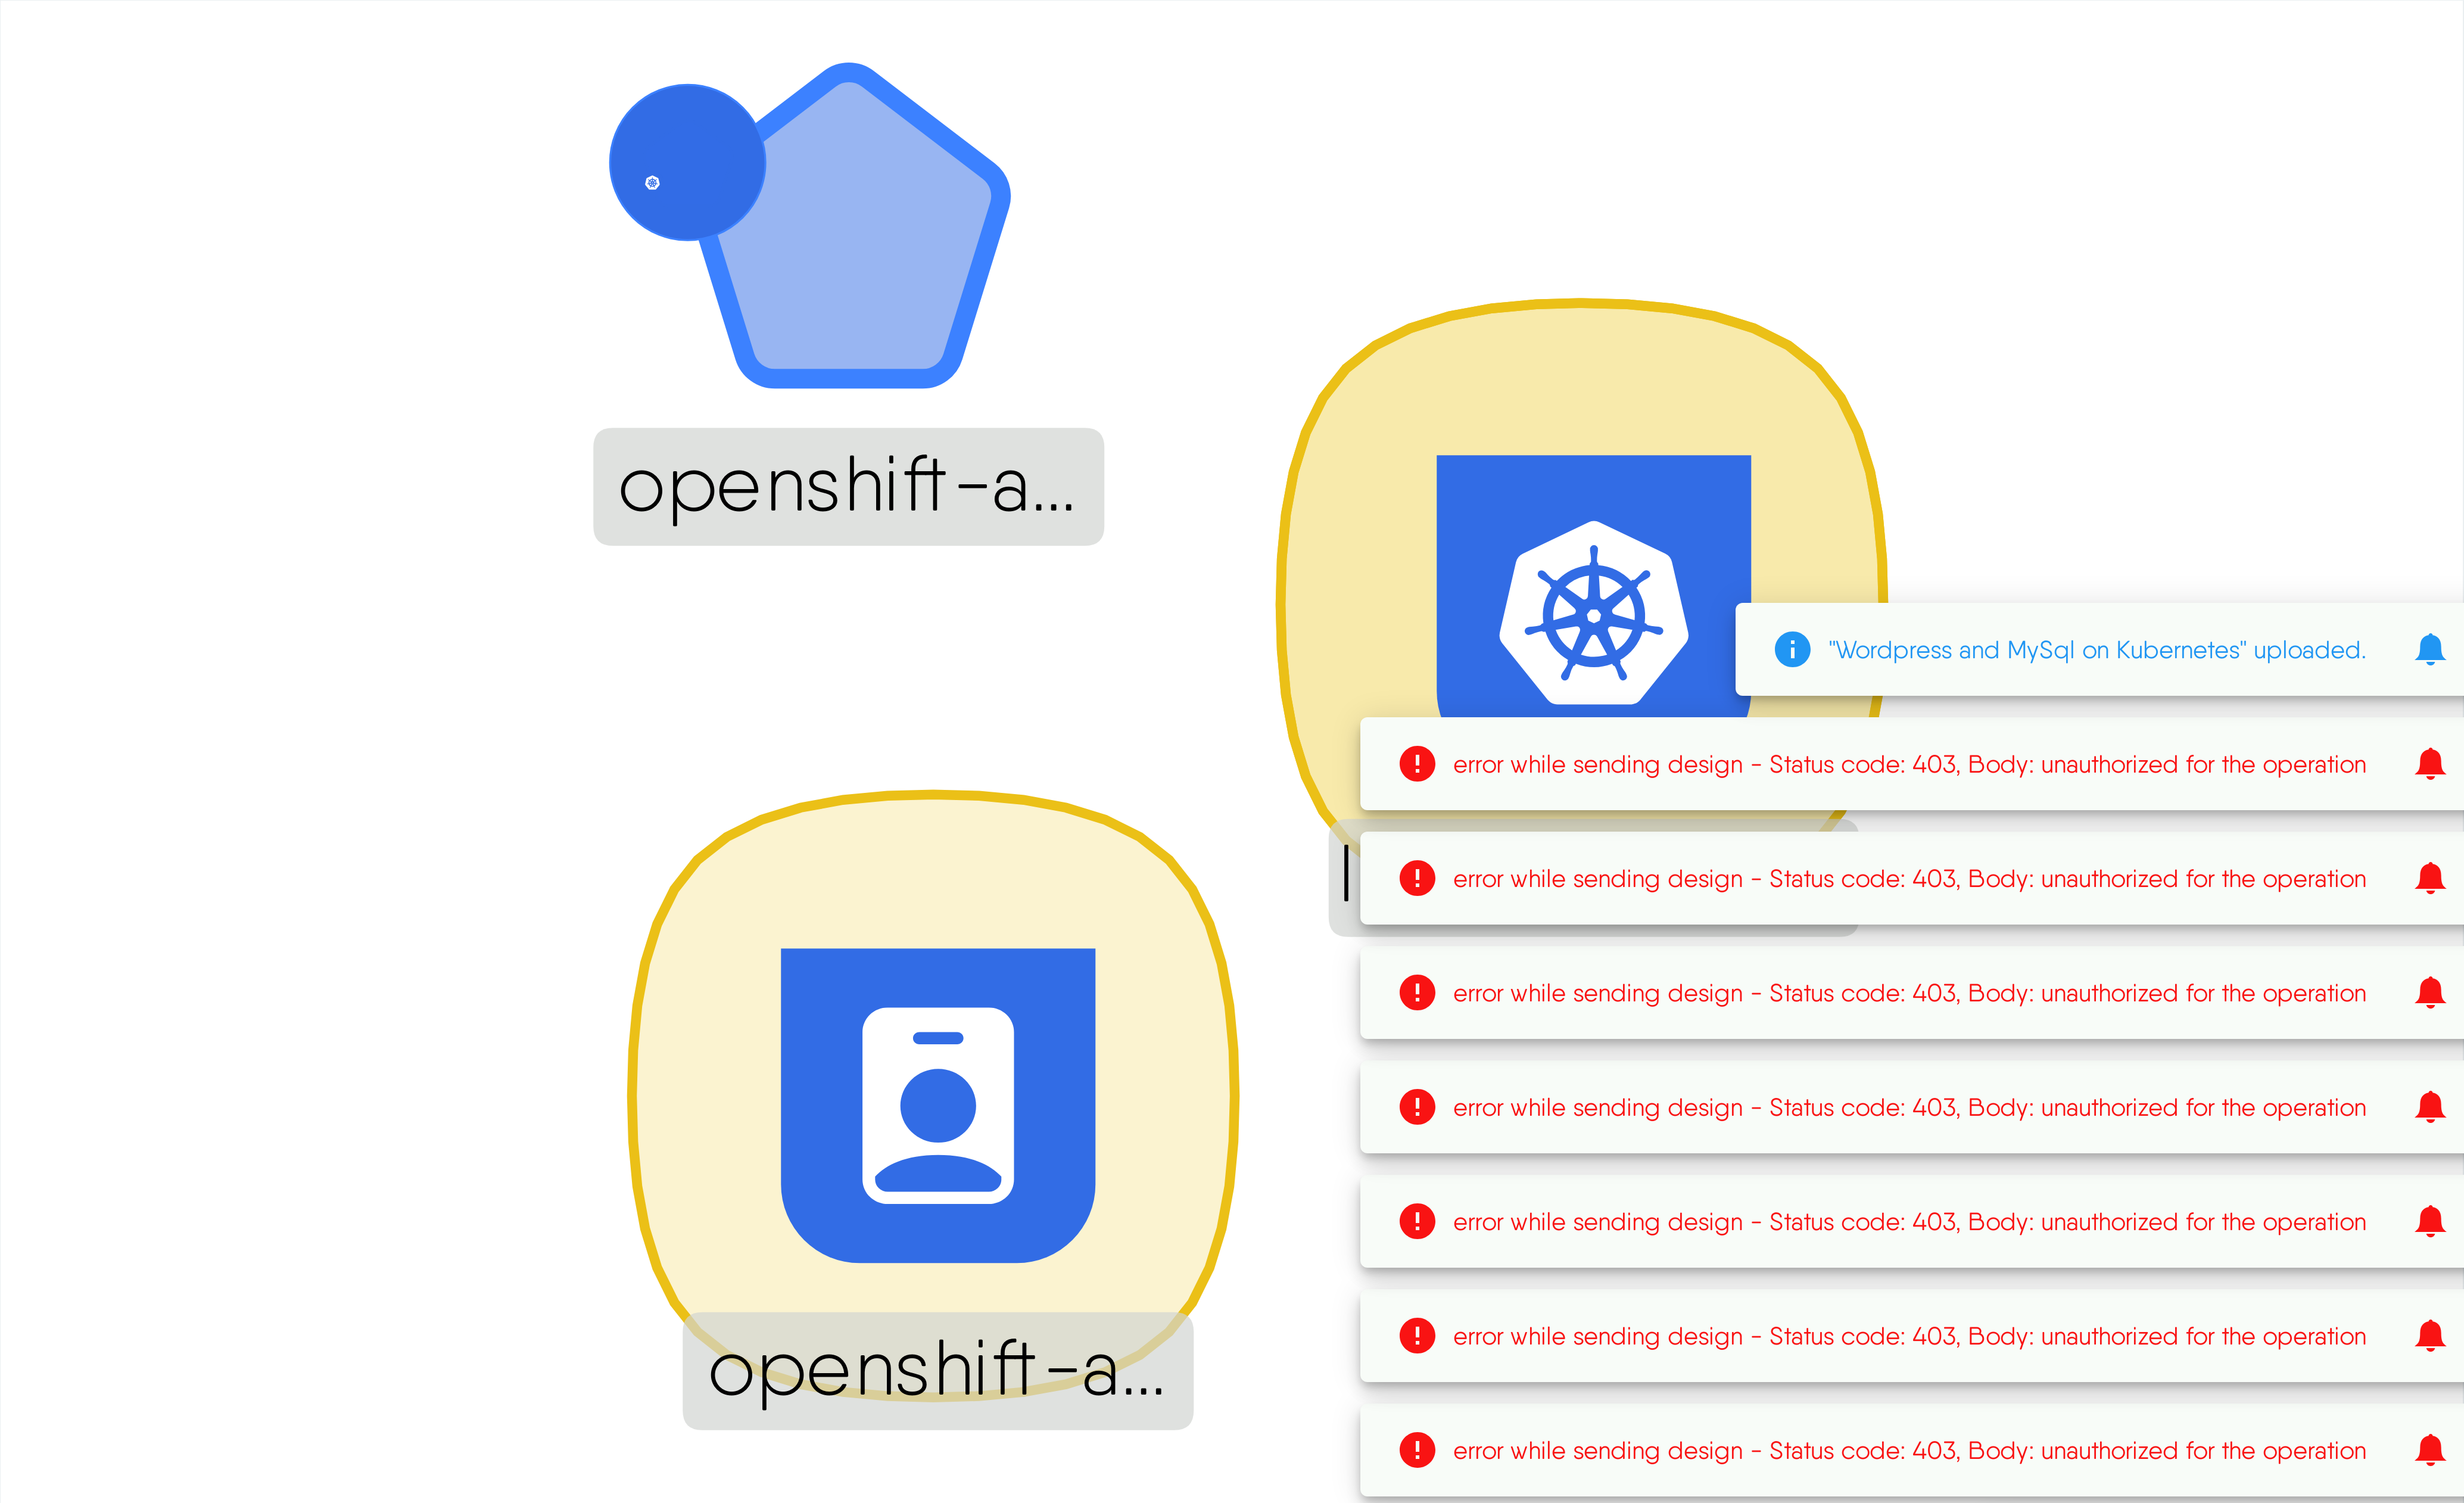 openshift-a...
"Wordpress and MySql on Kubernetes" uploaded.
error while sending design - Status code: 403, Body: unauthorized for the operation
error while sending design - Status code: 403, Body: unauthorized for the operation
error while sending design - Status code: 403, Body: unauthorized for the operation
error while sending design - Status code: 403, Body: unauthorized for the operation
error while sending design - Status code: 403, Body: unauthorized for the operation
error while sending design - Status code: 403, Body: unauthorized for the operation
error while sending design - Status code: 403, Body: unauthorized for the operation
openshift-a...